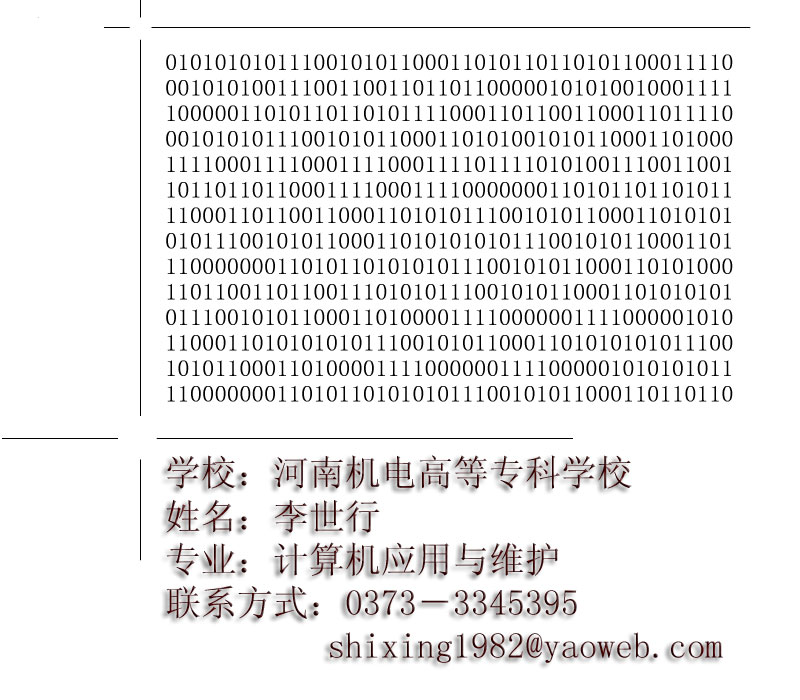 0101010101110010101100011010110110101100011110
0010101001110011001101101100000101010010001111
1000001101011011010111100011011001100011011110
0010101011100101011000110101001010110001101000
1111000111100011110001111011110101001110011001
1011011011000111100011110000000110101101101011
1100011011001100011010101110010101100011010101
0101110010101100011010101010111001010110001101
1100000001101011010101011100101011000110101000
1101100110110011101010111001010110001101010101
0111001010110001101000011110000001111000001010
1100011010101010111001010110001101010101011100
1010110001101000011110000001111000001010101011
1100000001101011010101011100101011000110110110
学校：河南机电高等专科学校
姓名：李世行
专业：计算机应用与维护
联系方式：0373－3345395
shixing1982@yaoweb.com